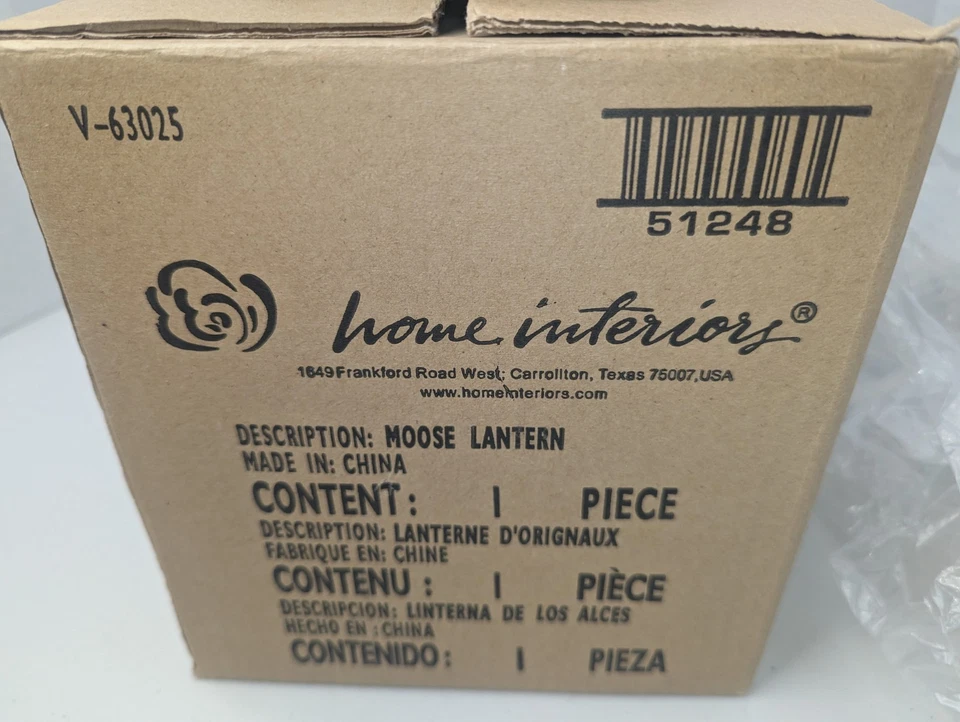 V-63025
51248
home interiors®
1649 Frankford Road West; Carrollton, Texas 75007,USA
www.homeinteriors.com
DESCRIPTION: MOOSE LANTERN
MADE IN: CHINA
CONTENT: 1 PIECE
DESCRIPTION: LANTERNE D'ORIGNAUX
FABRIQUE EN: CHINE
CONTENU : 1 PIÈCE
DESCRIPCION: LINTERNA DE LOS ALCES
HECHO EN : CHINA
CONTENIDO : 1 PIEZA